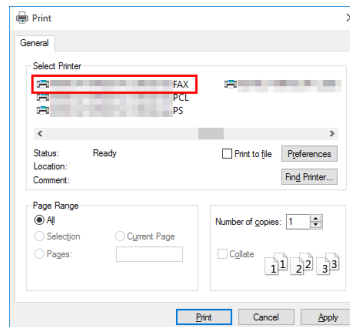 Print
General
Select Printer
FAX
PCL
PS
Status: Ready
Location:
Comment:
Print to file
Preferences
Find Printer...
Page Range
All
Selection
Current Page
Pages:
Number of copies: 1
Collate
1 1 2 2 3 3
Print Cancel Apply